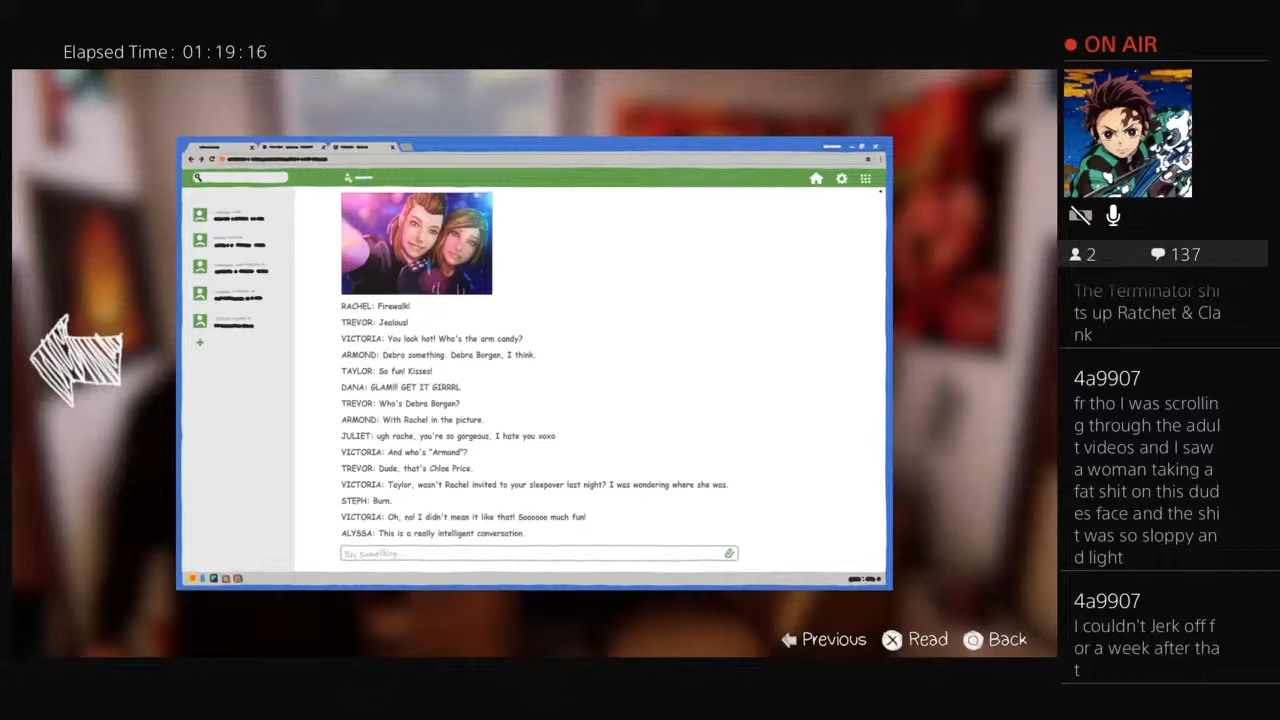 Elapsed Time: 01:19:16
RACHEL: Firewalk!
TREVOR: Jealous!
VICTORIA: You look hot! Who's the arm candy?
ARMOND: Debra something. Debra Borgen, I think.
TAYLOR: So fun! Kisses!
DANA: GLAM!!! GET IT GIRRRL
TREVOR: Who's Debra Borgen?
ARMOND: With Rachel in the picture.
JULIET: ugh rache, you're so gorgeous, I hate you xoxo
VICTORIA: And who's "Armond"?
TREVOR: Dude, that's Chloe Price.
VICTORIA: Taylor, wasn't Rachel invited to your sleepover last night? I was wondering where she was.
STEPH: Burn.
VICTORIA: Oh, no! I didn't mean it like that! Soooooo much fun!
ALYSSA: This is a really intelligent conversation.
Say something...
Previous
Read
Back
ON AIR
2
137
The Terminator shi
ts up Ratchet & Cla
nk
4a9907
fr tho I was scrollin
g through the adul
t videos and I saw
a woman taking a
fat shit on this dud
es face and the shi
t was so sloppy an
d light
4a9907
I couldn't Jerk off f
or a week after tha
t